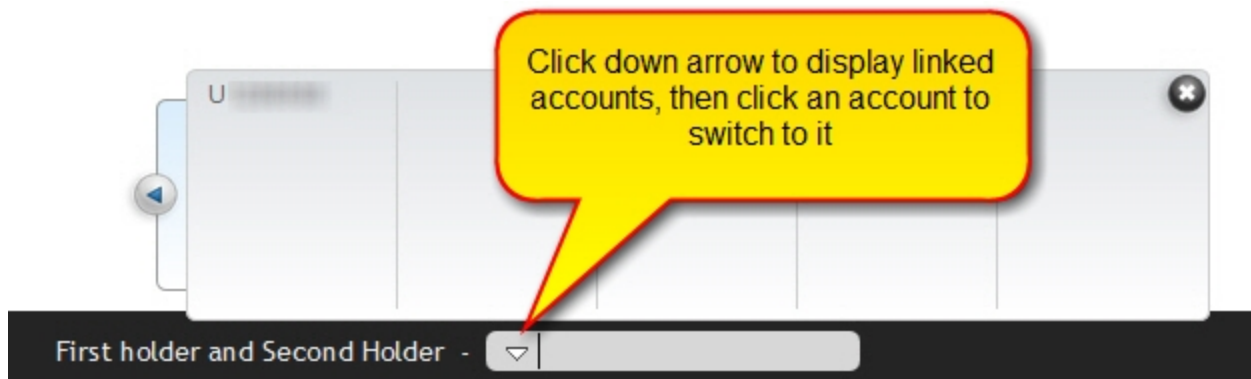 Click down arrow to display linked
accounts, then click an account to
switch to it
U
First holder and Second Holder -